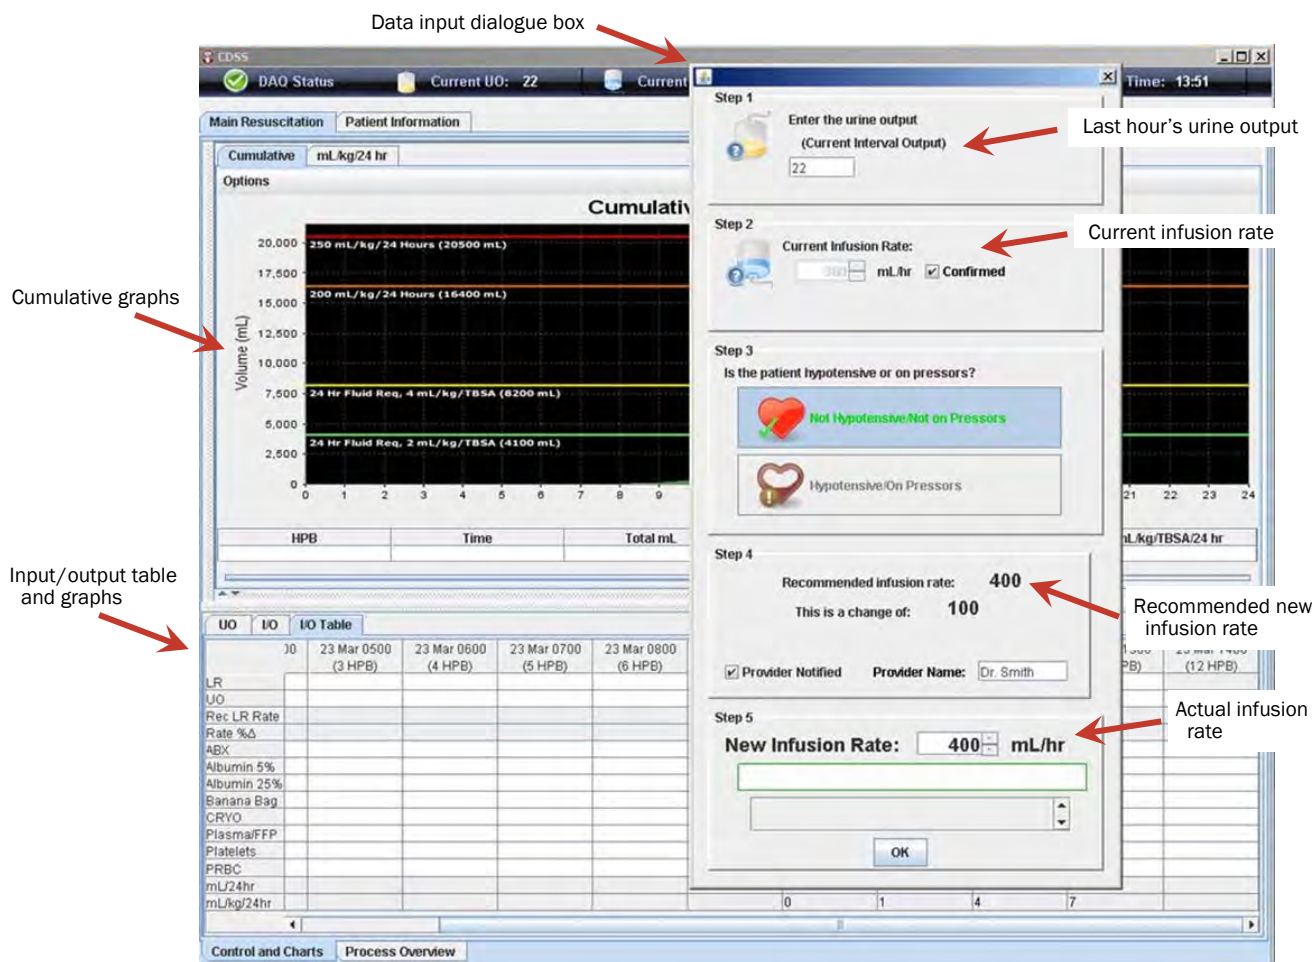 Data input dialogue box
CDSS
DAQ Status
Current UO: 22
Current
Time: 13:51
Main Resuscitation
Patient Information
Cumulative
mL/kg/24 hr
Options
Cumulativ
Volume (mL)
20,000
17,500
15,000
12,500
10,000
7,500
5,000
2,500
0
250 mL/kg/24 Hours (20500 mL)
200 mL/kg/24 Hours (16400 mL)
24 Hr Fluid Req, 4 mL/kg/TBSA (8200 mL)
24 Hr Fluid Req, 2 mL/kg/TBSA (4100 mL)
0 1 2 3 4 5 6 7 8 9
21 22 23 24
HPB Time Total mL
mL/kg/TBSA/24 hr
Cumulative graphs
Input/output table
and graphs
UO
I/O
I/O Table
23 Mar 0500 23 Mar 0600 23 Mar 0700 23 Mar 0800
(3 HPB) (4 HPB) (5 HPB) (6 HPB)
(12 HPB)
LR
UO
Rec LR Rate
Rate %Δ
ABX
Albumin 5%
Albumin 25%
Banana Bag
CRYO
Plasma/FFP
Platelets
PRBC
mL/24hr
mL/kg/24hr
0 1 4 7
Control and Charts
Process Overview
Step 1
Enter the urine output
(Current Interval Output)
22
Last hour's urine output
Step 2
Current Infusion Rate:
mL/hr
Confirmed
Current infusion rate
Step 3
Is the patient hypotensive or on pressors?
Not Hypotensive/Not on Pressors
Hypotensive/On Pressors
Step 4
Recommended infusion rate: 400
This is a change of: 100
Provider Notified
Provider Name: Dr. Smith
Recommended new
infusion rate
Step 5
New Infusion Rate: 400 mL/hr
OK
Actual infusion
rate